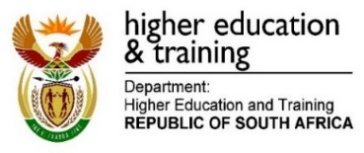 higher education
& training
Department:
Higher Education and Training
REPUBLIC OF SOUTH AFRICA